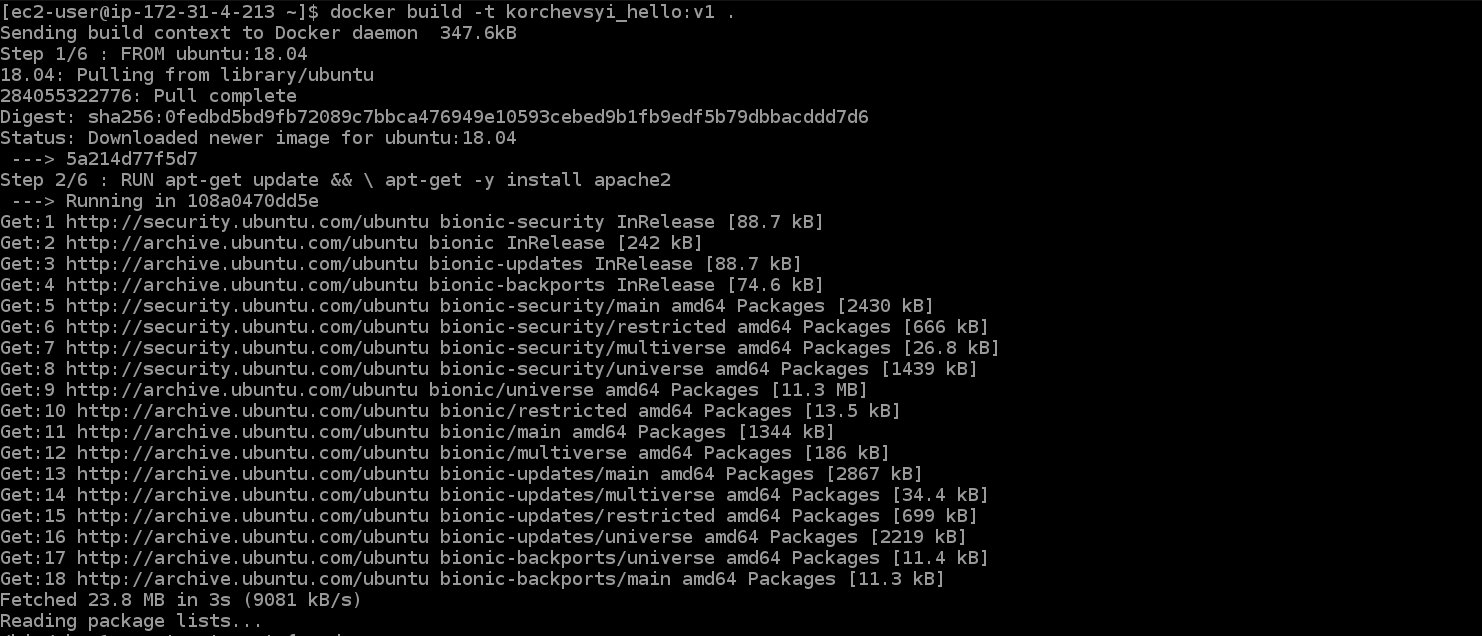 [ec2-user@ip-172-31-4-213 ~]$ docker build -t korchevsyi_hello:v1 .
Sending build context to Docker daemon  347.6kB
Step 1/6 : FROM ubuntu:18.04
18.04: Pulling from library/ubuntu
284055322776: Pull complete
Digest: sha256:0fedbd5bd9fb72089c7bbca476949e10593cebed9b1fb9edf5b79dbbacddd7d6
Status: Downloaded newer image for ubuntu:18.04
 ---> 5a214d77f5d7
Step 2/6 : RUN apt-get update && \ apt-get -y install apache2
 ---> Running in 108a0470dd5e
Get:1 http://security.ubuntu.com/ubuntu bionic-security InRelease [88.7 kB]
Get:2 http://archive.ubuntu.com/ubuntu bionic InRelease [242 kB]
Get:3 http://archive.ubuntu.com/ubuntu bionic-updates InRelease [88.7 kB]
Get:4 http://archive.ubuntu.com/ubuntu bionic-backports InRelease [74.6 kB]
Get:5 http://security.ubuntu.com/ubuntu bionic-security/main amd64 Packages [2430 kB]
Get:6 http://security.ubuntu.com/ubuntu bionic-security/restricted amd64 Packages [666 kB]
Get:7 http://security.ubuntu.com/ubuntu bionic-security/multiverse amd64 Packages [26.8 kB]
Get:8 http://security.ubuntu.com/ubuntu bionic-security/universe amd64 Packages [1439 kB]
Get:9 http://archive.ubuntu.com/ubuntu bionic/universe amd64 Packages [11.3 MB]
Get:10 http://archive.ubuntu.com/ubuntu bionic/restricted amd64 Packages [13.5 kB]
Get:11 http://archive.ubuntu.com/ubuntu bionic/main amd64 Packages [1344 kB]
Get:12 http://archive.ubuntu.com/ubuntu bionic/multiverse amd64 Packages [186 kB]
Get:13 http://archive.ubuntu.com/ubuntu bionic-updates/main amd64 Packages [2867 kB]
Get:14 http://archive.ubuntu.com/ubuntu bionic-updates/multiverse amd64 Packages [34.4 kB]
Get:15 http://archive.ubuntu.com/ubuntu bionic-updates/restricted amd64 Packages [699 kB]
Get:16 http://archive.ubuntu.com/ubuntu bionic-updates/universe amd64 Packages [2219 kB]
Get:17 http://archive.ubuntu.com/ubuntu bionic-backports/universe amd64 Packages [11.4 kB]
Get:18 http://archive.ubuntu.com/ubuntu bionic-backports/main amd64 Packages [11.3 kB]
Fetched 23.8 MB in 3s (9081 kB/s)
Reading package lists...